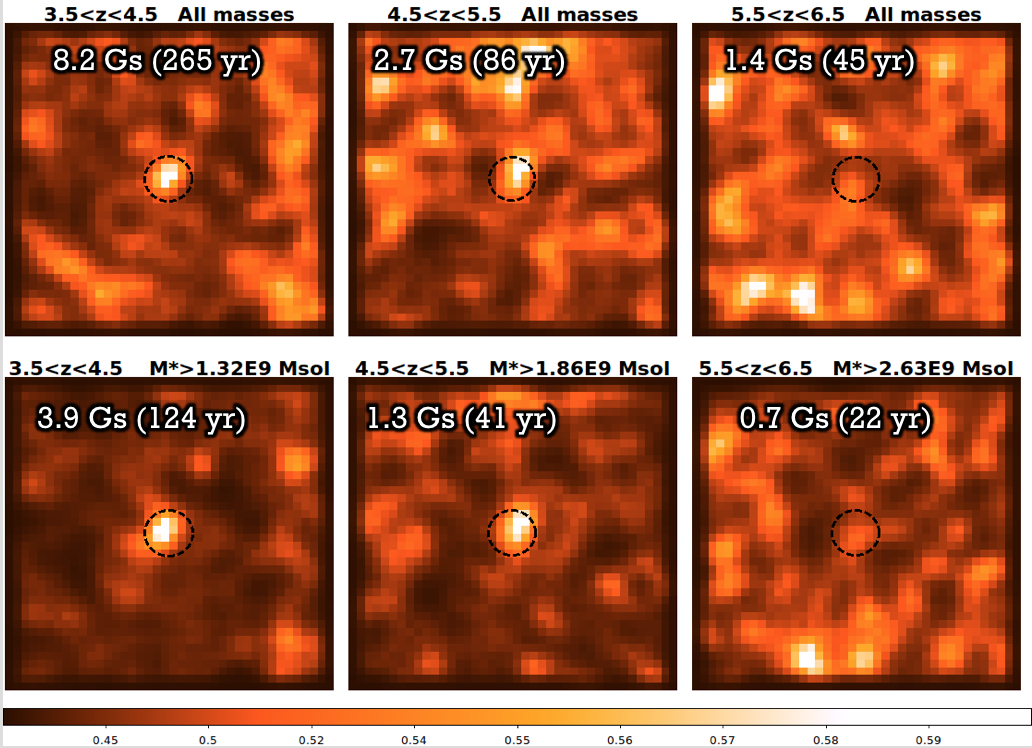 3.5<z<4.5 All masses
4.5<z<5.5 All masses
5.5<z<6.5 All masses
8.2 Gs (265 yr)
2.7 Gs (86 yr)
1.4 Gs (45 yr)
3.5<z<4.5 M*>1.32E9 Msol
4.5<z<5.5 M*>1.86E9 Msol
5.5<z<6.5 M*>2.63E9 Msol
3.9 Gs (124 yr)
1.3 Gs (41 yr)
0.7 Gs (22 yr)
0.45 0.5 0.52 0.54 0.55 0.56 0.57 0.58 0.59